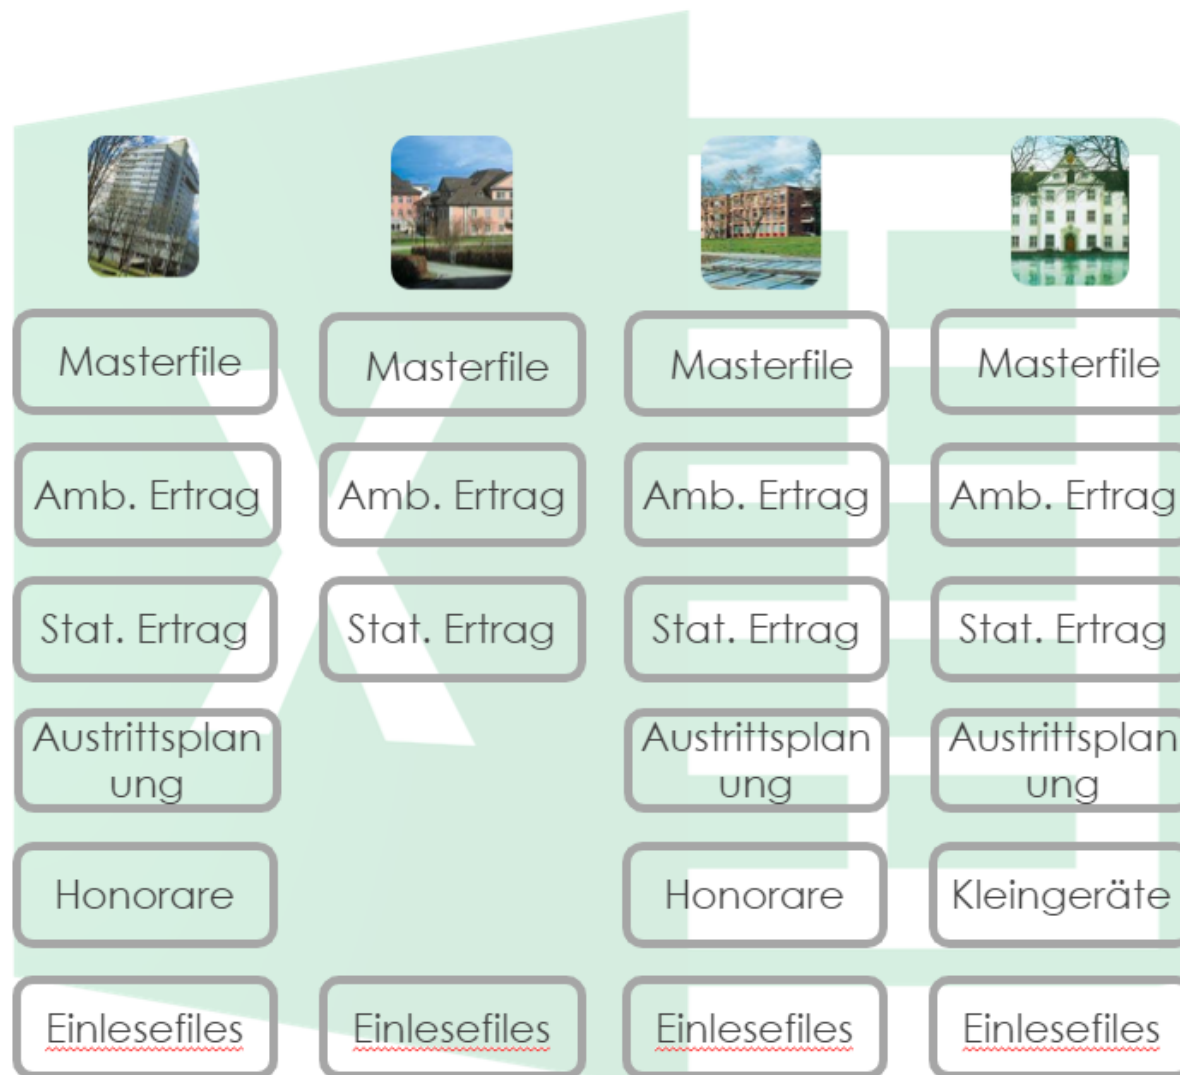 Masterfile
Masterfile
Masterfile
Masterfile
Amb. Ertrag
Amb. Ertrag
Amb. Ertrag
Amb. Ertrag
Stat. Ertrag
Stat. Ertrag
Stat. Ertrag
Stat. Ertrag
Austrittsplan
ung
Austrittsplan
ung
Austrittsplan
ung
Honorare
Honorare
Kleingeräte
Einlesefiles
Einlesefiles
Einlesefiles
Einlesefiles